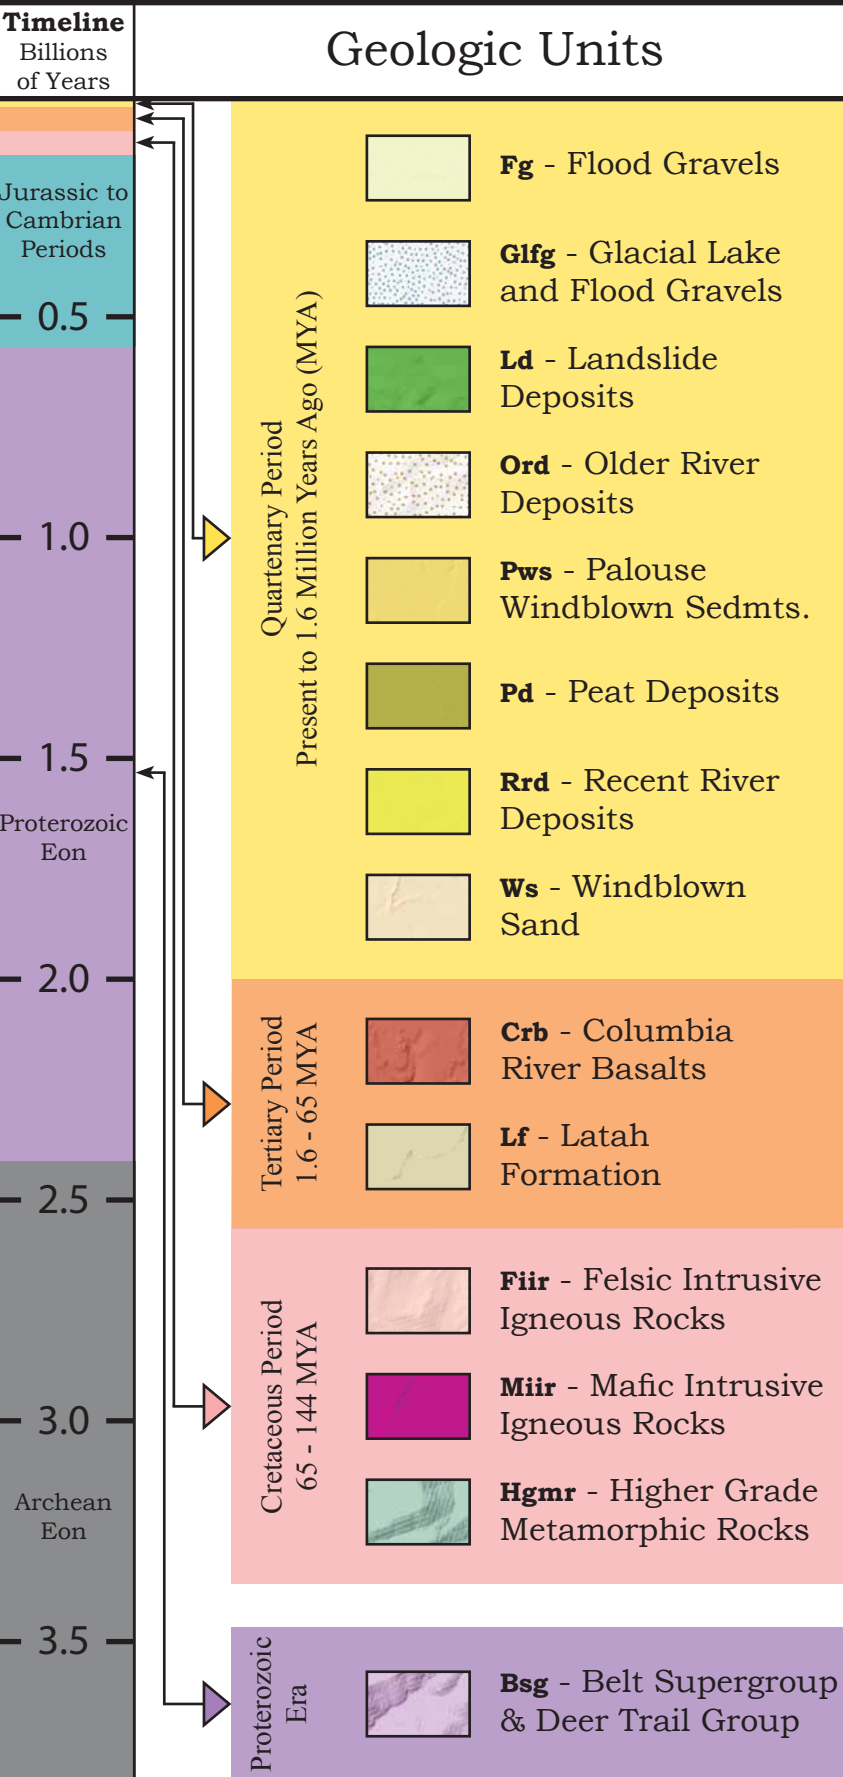 Timeline
Billions
of Years
Geologic Units
Jurassic to
Cambrian
Periods
0.5
1.0
1.5
Proterozoic
Eon
2.0
2.5
3.0
Archean
Eon
3.5
Quartenary Period
Present to 1.6 Million Years Ago (MYA)
Fg - Flood Gravels
Glfg - Glacial Lake
and Flood Gravels
Ld - Landslide
Deposits
Ord - Older River
Deposits
Pws - Palouse
Windblown Sedmts.
Pd - Peat Deposits
Rrd - Recent River
Deposits
Ws - Windblown
Sand
Tertiary Period
1.6 - 65 MYA
Crb - Columbia
River Basalts
Lf - Latah
Formation
Cretaceous Period
65 - 144 MYA
Fiir - Felsic Intrusive
Igneous Rocks
Miir - Mafic Intrusive
Igneous Rocks
Hgmr - Higher Grade
Metamorphic Rocks
Proterozoic
Era
Bsg - Belt Supergroup
& Deer Trail Group